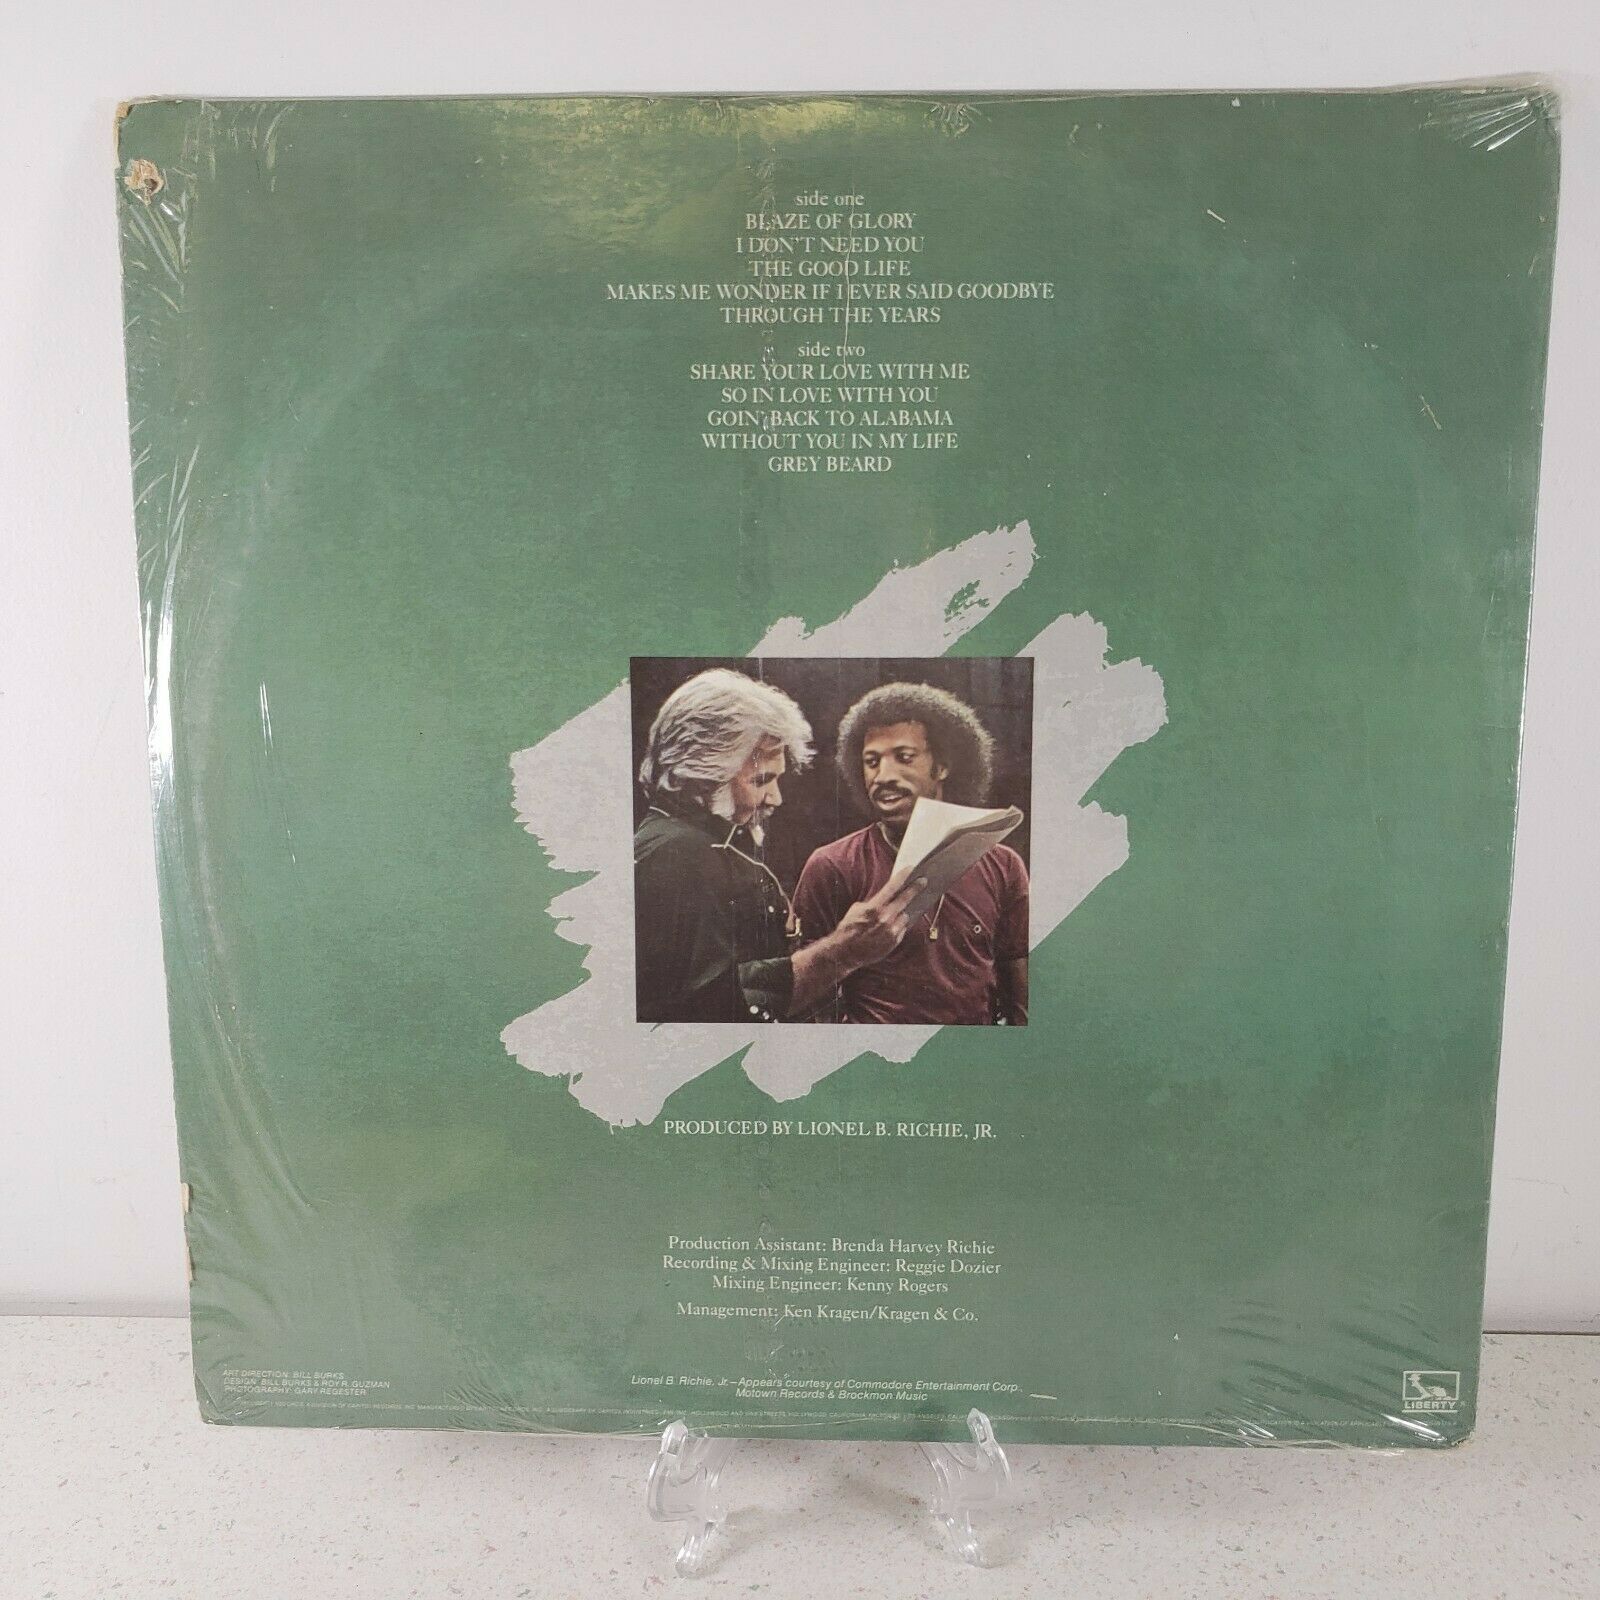 side one
BLAZE OF GLORY
I DON'T NEED YOU
THE GOOD LIFE
MAKES ME WONDER IF I EVER SAID GOODBYE
THROUGH THE YEARS
side two
SHARE YOUR LOVE WITH ME
SO IN LOVE WITH YOU
GOIN' BACK TO ALABAMA
WITHOUT YOU IN MY LIFE
GREY BEARD
PRODUCED BY LIONEL B. RICHIE, JR.
Production Assistant: Brenda Harvey Richie
Recording & Mixing Engineer: Reggie Dozier
Mixing Engineer: Kenny Rogers
Management: Ken Kragen/Kragen & Co.
ART DIRECTION: BILL BURKS
DESIGN: BILL BURKS & ROY R. GUZMAN
PHOTOGRAPHY: GARY REGESTER
Lionel B. Richie, Jr.—Appears courtesy of Commodore Entertainment Corp.,
Motown Records & Brockmon Music
LIBERTY